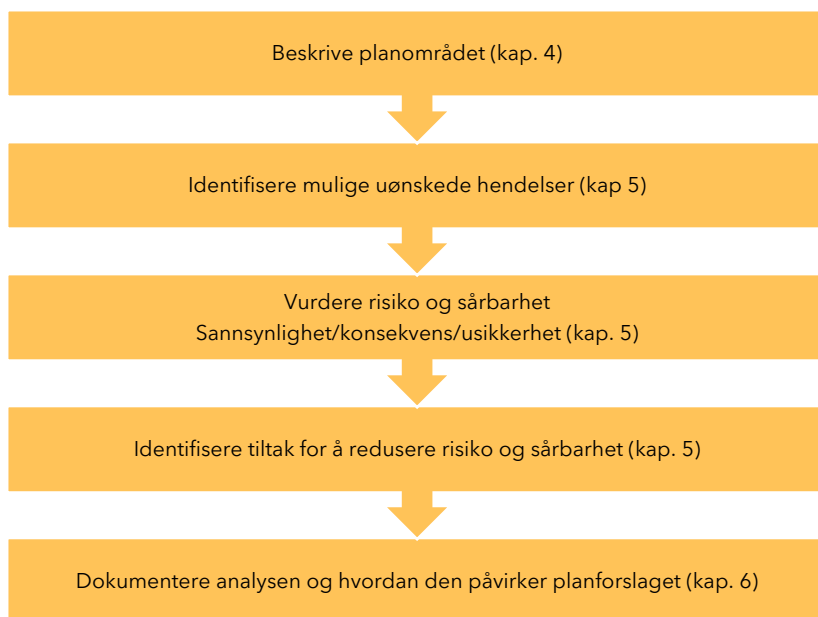 Beskrive planområdet (kap. 4)
Identifisere mulige uønskede hendelser (kap 5)
Vurdere risiko og sårbarhet
Sannsynlighet/konsekvens/usikkerhet (kap. 5)
Identifisere tiltak for å redusere risiko og sårbarhet (kap. 5)
Dokumentere analysen og hvordan den påvirker planforslaget (kap. 6)